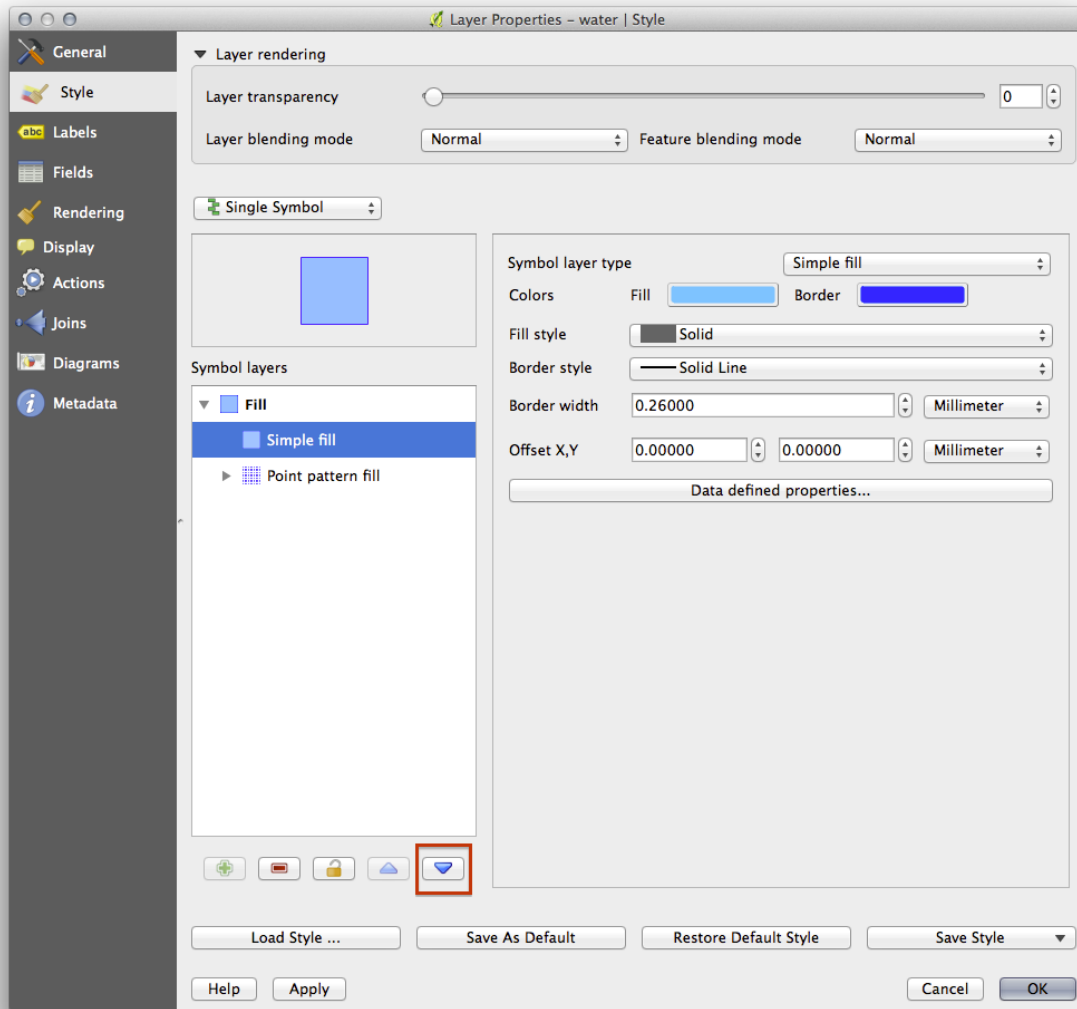 Layer Properties – water | Style
General
Style
abc Labels
Fields
Rendering
Display
Actions
Joins
Diagrams
Metadata
Layer rendering
Layer transparency 0
Layer blending mode Normal Feature blending mode Normal
Single Symbol
Symbol layers
Fill
Simple fill
Point pattern fill
Symbol layer type Simple fill
Colors Fill Border
Fill style Solid
Border style Solid Line
Border width 0.26000 Millimeter
Offset X,Y 0.00000 0.00000 Millimeter
Data defined properties...
Load Style ... Save As Default Restore Default Style Save Style
Help Apply Cancel OK